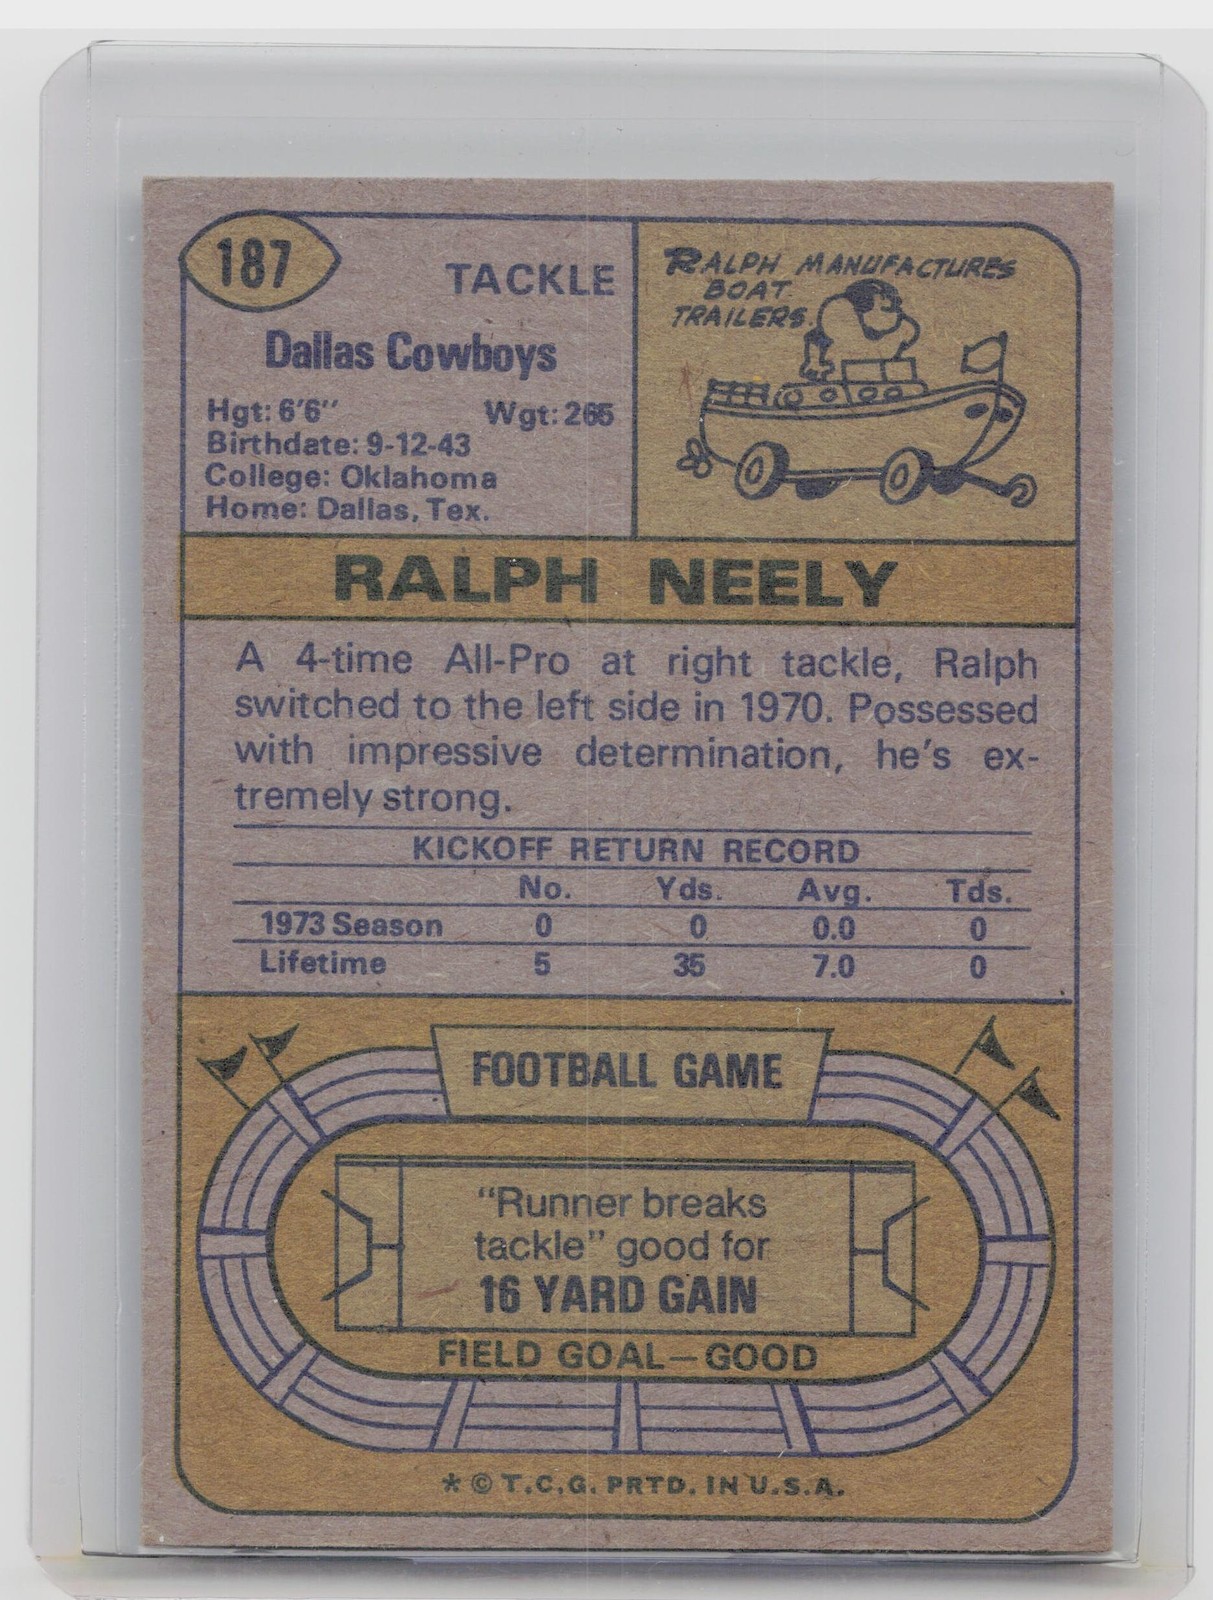 187
TACKLE
Dallas Cowboys
Hgt: 6'6" Wgt: 265
Birthdate: 9-12-43
College: Oklahoma
Home: Dallas, Tex.
RALPH MANUFACTURES
BOAT
TRAILERS.
RALPH NEELY
A 4-time All-Pro at right tackle, Ralph
switched to the left side in 1970. Possessed
with impressive determination, he's ex-
tremely strong.
KICKOFF RETURN RECORD
No. Yds. Avg. Tds.
1973 Season 0 0 0.0 0
Lifetime 5 35 7.0 0
FOOTBALL GAME
"Runner breaks
tackle" good for
16 YARD GAIN
FIELD GOAL—GOOD
* © T.C.G. PRTD. IN U.S.A.